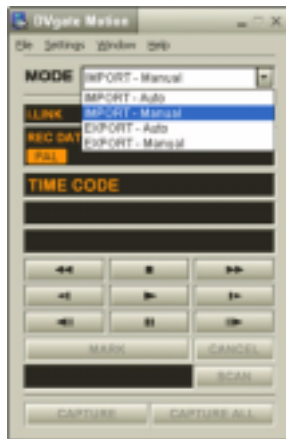 DVgate Motion
File Settings Window Help
MODE IMPORT - Manual
IMPORT - Auto
i.LINK IMPORT - Manual
REC DAT EXPORT - Auto
EXPORT - Manual
PAL
TIME CODE
MARK CANCEL
SCAN
CAPTURE CAPTURE ALL